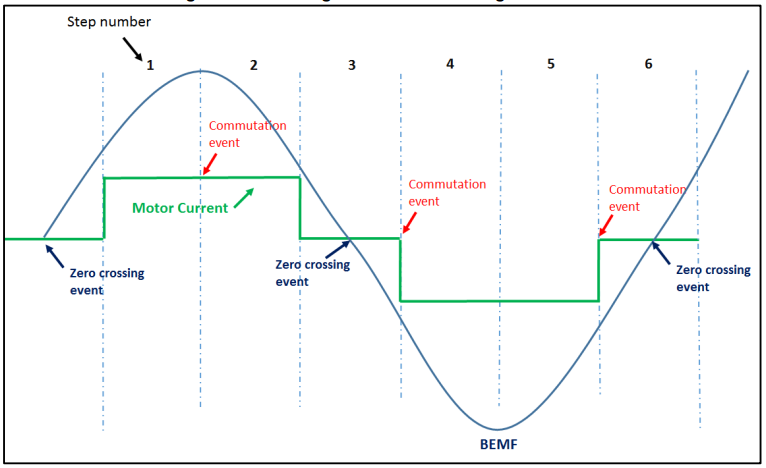 Step number
1 2 3 4 5 6
Commutation
event
Commutation
event
Commutation
event
Motor Current
Zero crossing
event
Zero crossing
event
Zero crossing
event
BEMF